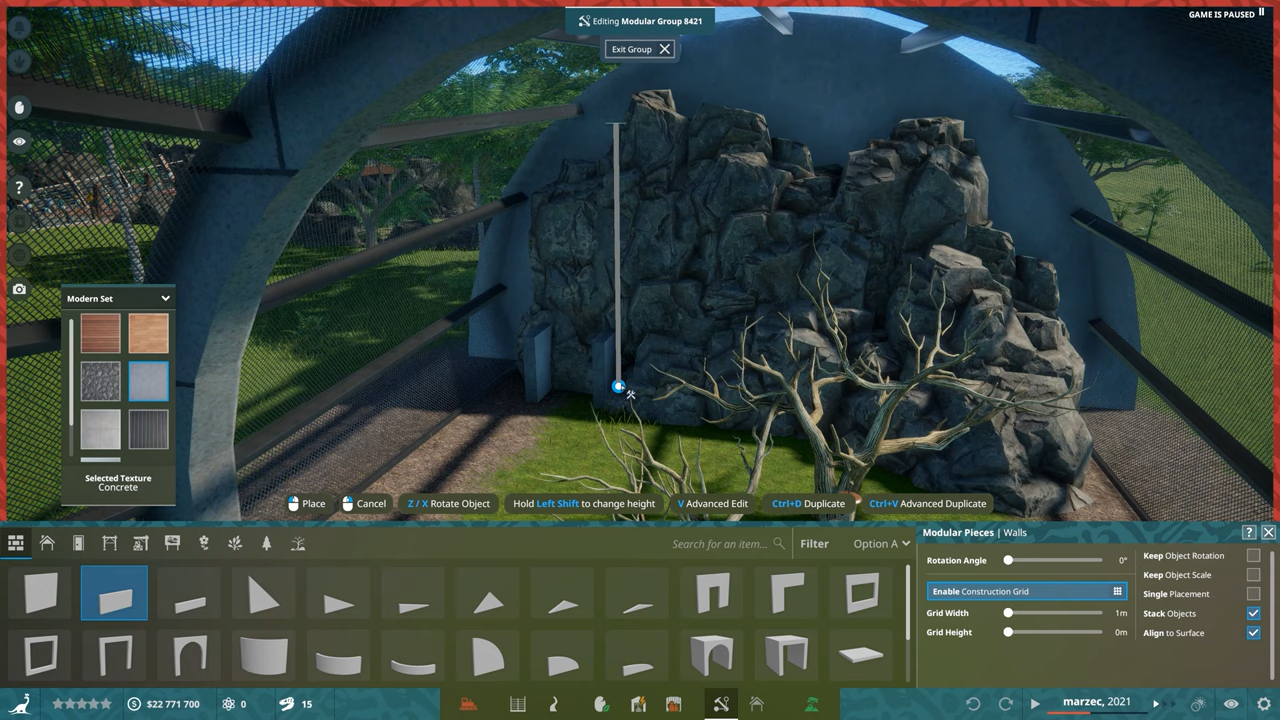 Editing Modular Group 8421
GAME IS PAUSED
Exit Group
?
Modern Set
Selected Texture
Concrete
Place
Cancel
Z / X Rotate Object
Hold Left Shift to change height
V Advanced Edit
Ctrl+D Duplicate
Ctrl+V Advanced Duplicate
Search for an item...
Filter
Option A
Modular Pieces | Walls
?
Rotation Angle
0°
Enable Construction Grid
Grid Width
1m
Grid Height
0m
Keep Object Rotation
Keep Object Scale
Single Placement
Stack Objects
Align to Surface
$22 771 700
0
15
marzec, 2021